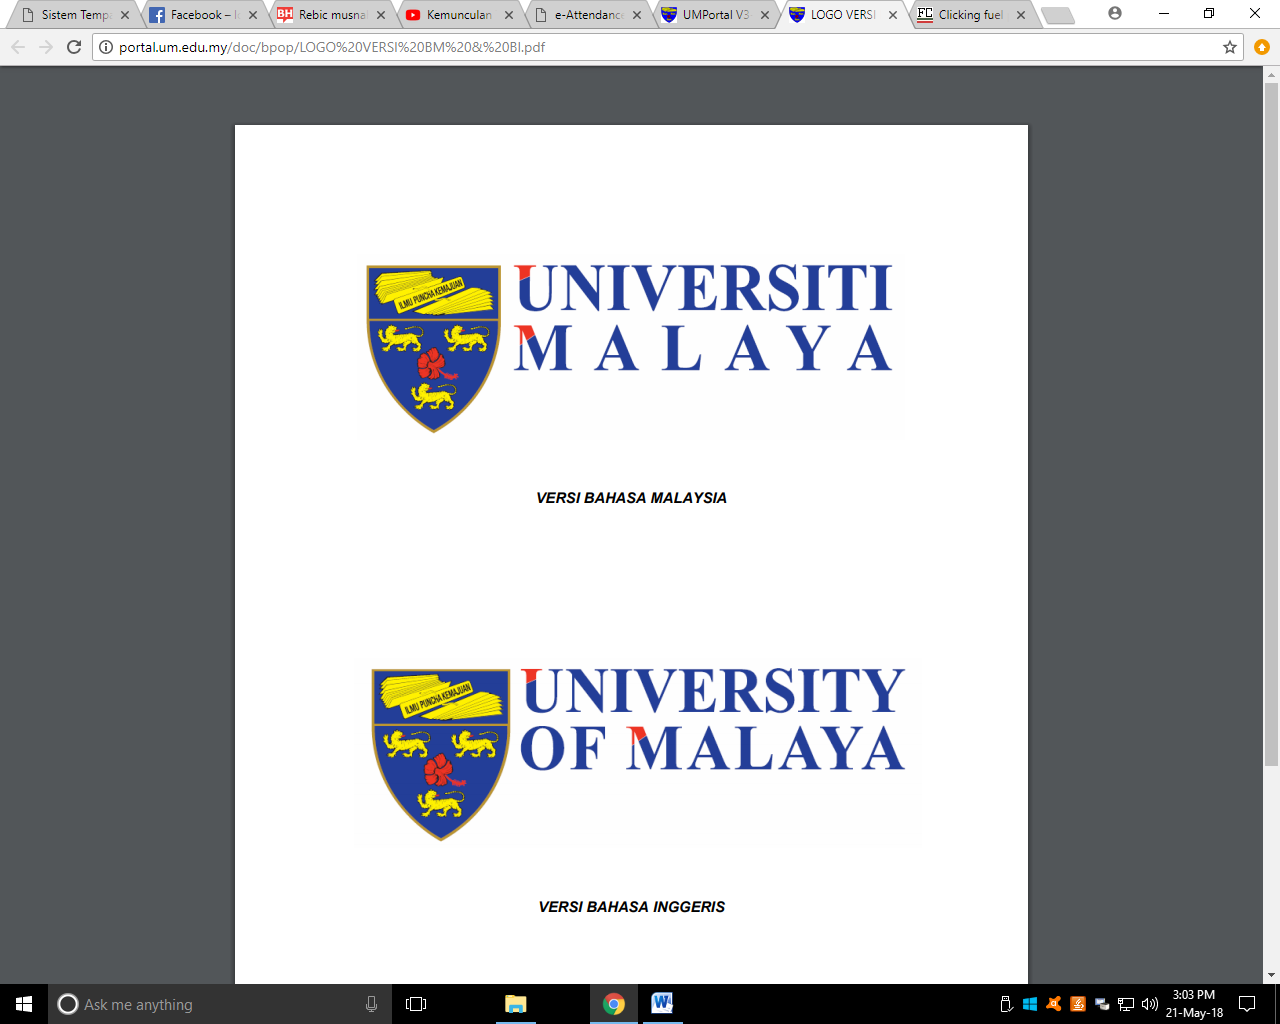 Sistem Temp
Facebook – I
Rebic musna
Kemunculan
e-Attendance
UMPortal V3
LOGO VERSI
Clicking fuel
portal.um.edu.my/doc/bpop/LOGO%20VERSI%20BM%20&%20BI.pdf
ILMU PUNCHA KEMAJUAN
UNIVERSITI
MALAYA
VERSI BAHASA MALAYSIA
ILMU PUNCHA KEMAJUAN
UNIVERSITY
OF MALAYA
VERSI BAHASA INGGERIS
Ask me anything
3:03 PM
21-May-18